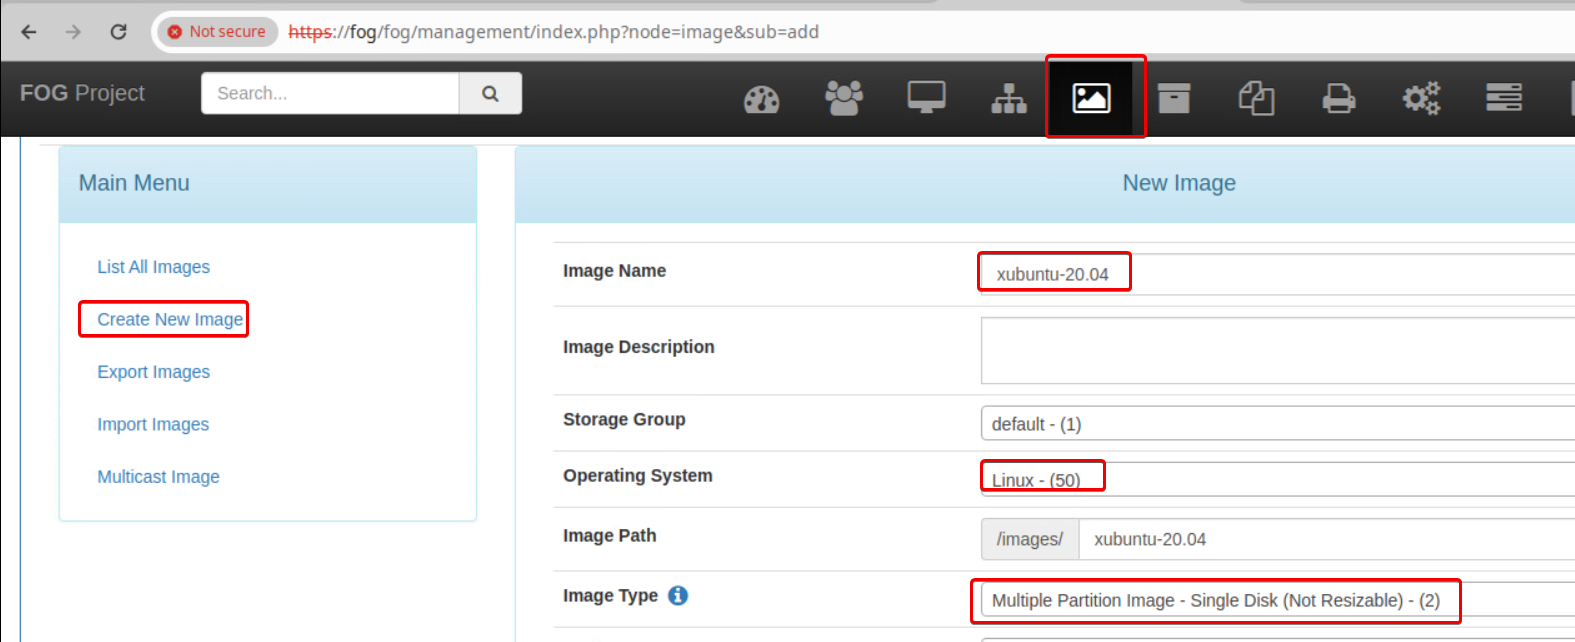 Not secure https://fog/fog/management/index.php?node=image&sub=add
FOG Project Search...
Main Menu
List All Images
Create New Image
Export Images
Import Images
Multicast Image
New Image
Image Name xubuntu-20.04
Image Description
Storage Group default - (1)
Operating System Linux - (50)
Image Path /images/ xubuntu-20.04
Image Type Multiple Partition Image - Single Disk (Not Resizable) - (2)